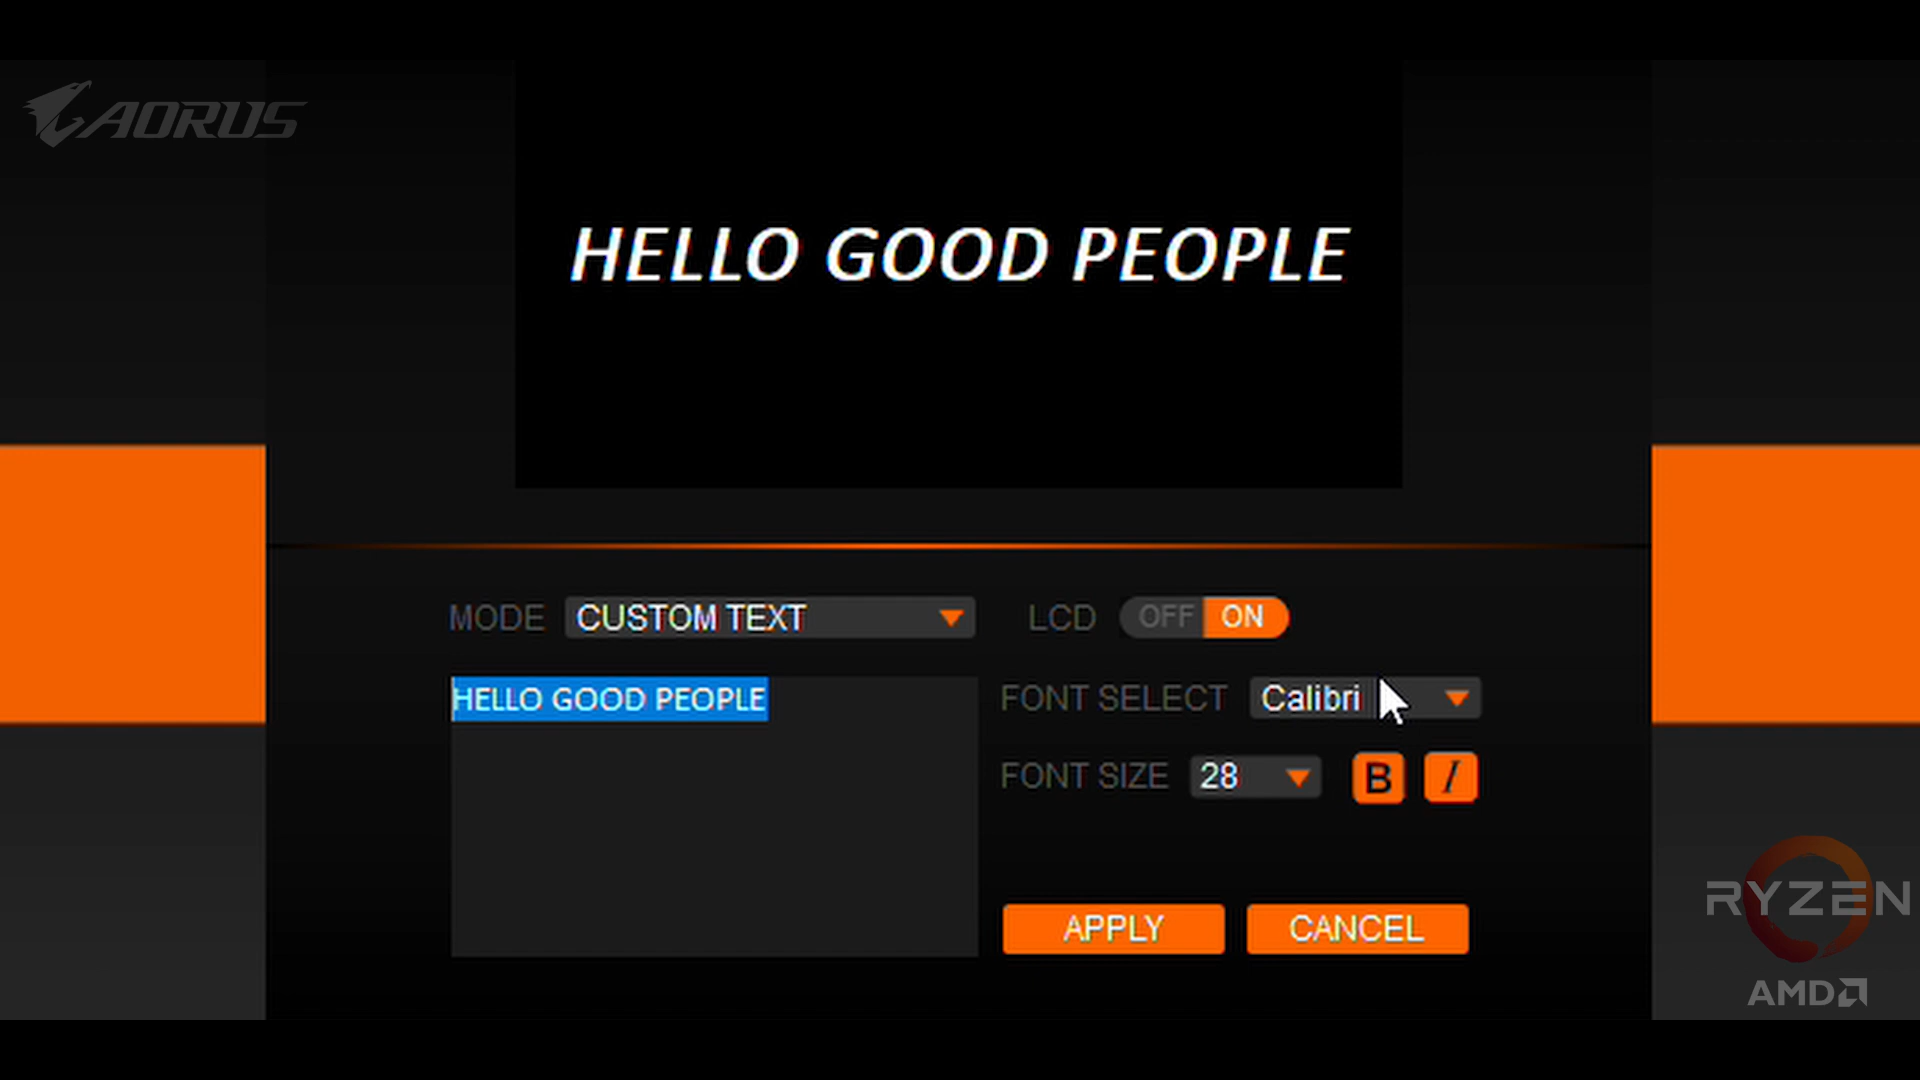 AORUS
HELLO GOOD PEOPLE
MODE CUSTOM TEXT LCD OFF ON
HELLO GOOD PEOPLE
FONT SELECT Calibri
FONT SIZE 28 B I
APPLY CANCEL
RYZEN
AMD